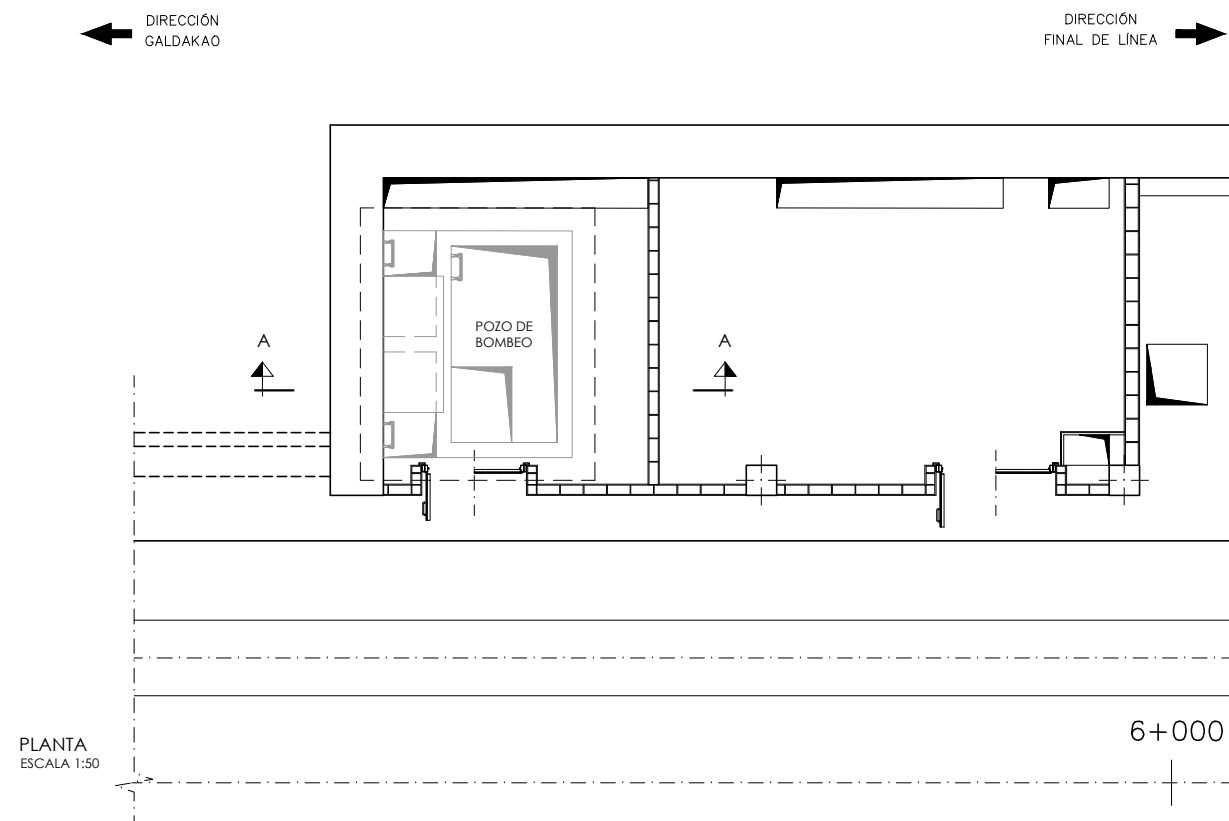 DIRECCIÓN
GALDAKAO
DIRECCIÓN
FINAL DE LÍNEA
A
A
POZO DE
BOMBEO
6+000
PLANTA
ESCALA 1:50